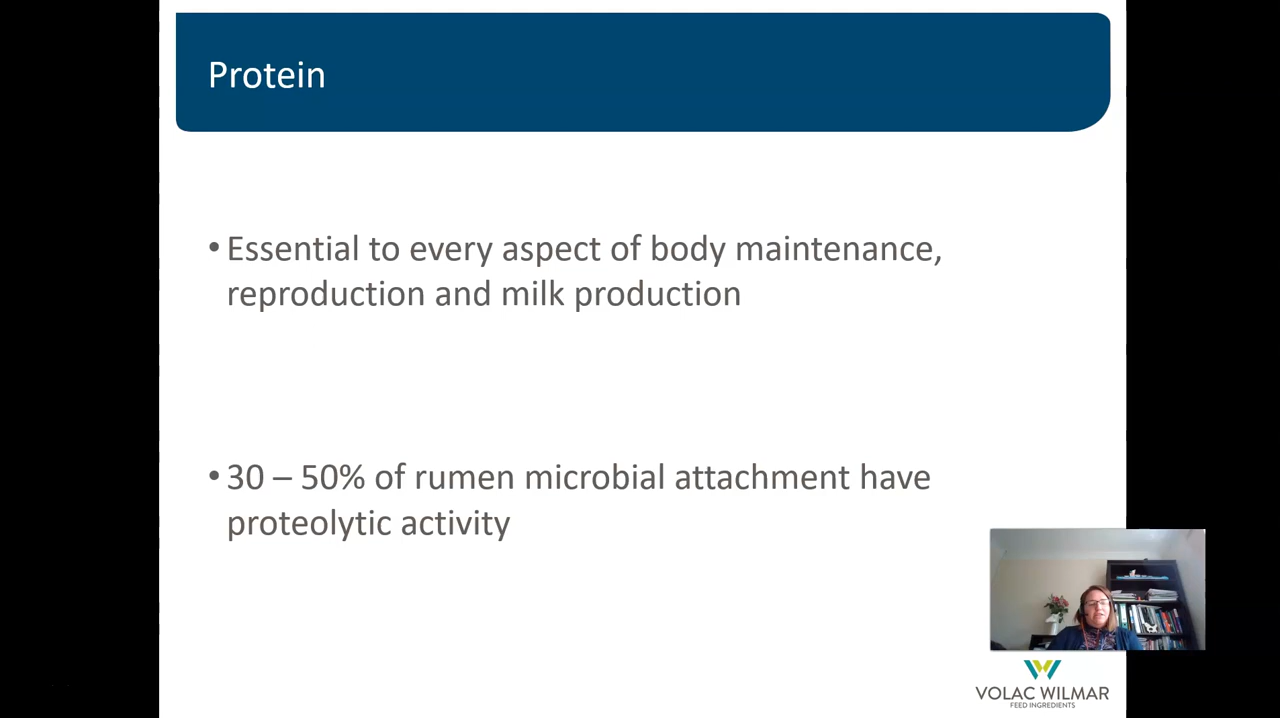 Protein
• Essential to every aspect of body maintenance,
reproduction and milk production
• 30 – 50% of rumen microbial attachment have
proteolytic activity
VOLAC WILMAR
FEED INGREDIENTS